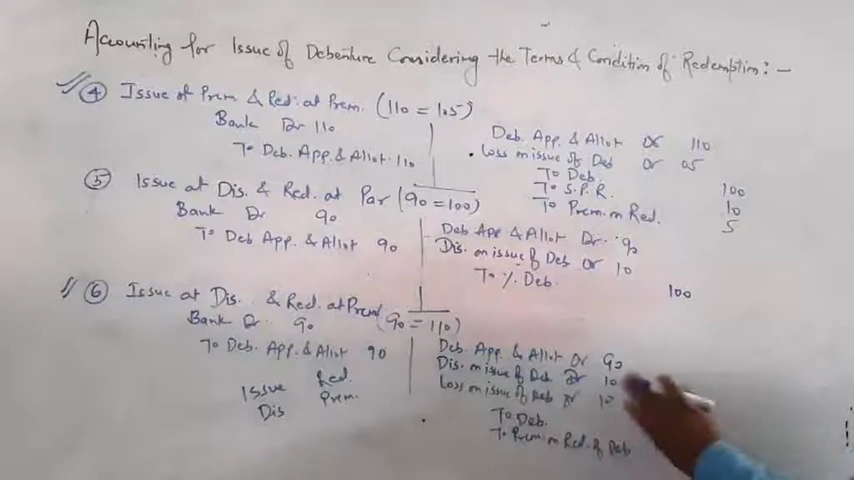 Accounting for Issue of Debenture Considering the Terms & Condition of Redemption:-
④ Issue at Prem & Red. at Prem. (110 = 105)
Bank Dr 110
To Deb. App. & Allot. 110
Deb. App. & Allot Dr 110
Loss on issue of Deb Dr 05
To Deb. 100
To S.P.R. 10
To Prem. on Red. 5
⑤ Issue at Dis. & Red. at Par (90 = 100)
Bank Dr 90
To Deb App. & Allot 90
Deb App & Allot Dr. 90
Dis. on issue of Deb Dr 10
To % Deb. 100
⑥ Issue at Dis. & Red. at Prem (90 = 110)
Bank Dr. 90
To Deb. App. & Allot 90
Issue Red.
Dis Prem.
Deb. App. & Allot Dr 90
Dis. on issue of Deb. Dr 10
Loss on issue of Deb Dr 10
To Deb.
To Prem on Red. of Deb